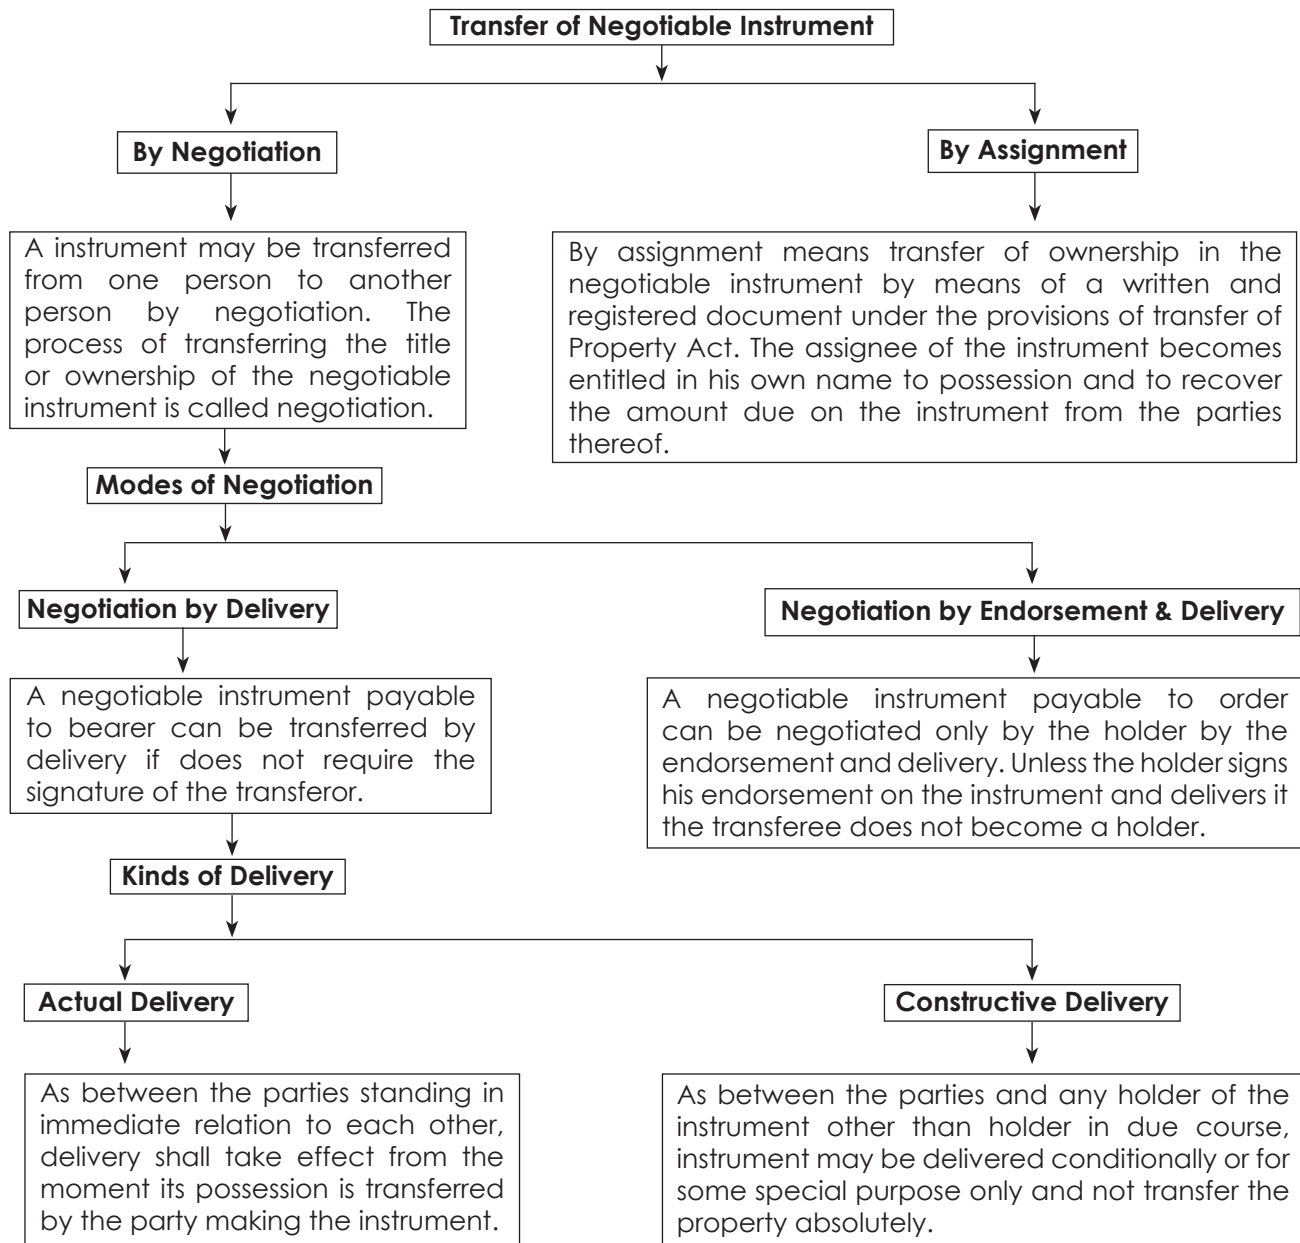 Transfer of Negotiable Instrument
By Negotiation
By Assignment
A instrument may be transferred
from one person to another
person by negotiation. The
process of transferring the title
or ownership of the negotiable
instrument is called negotiation.
By assignment means transfer of ownership in the
negotiable instrument by means of a written and
registered document under the provisions of transfer of
Property Act. The assignee of the instrument becomes
entitled in his own name to possession and to recover
the amount due on the instrument from the parties
thereof.
Modes of Negotiation
Negotiation by Delivery
Negotiation by Endorsement & Delivery
A negotiable instrument payable
to bearer can be transferred by
delivery if does not require the
signature of the transferor.
A negotiable instrument payable to order
can be negotiated only by the holder by the
endorsement and delivery. Unless the holder signs
his endorsement on the instrument and delivers it
the transferee does not become a holder.
Kinds of Delivery
Actual Delivery
Constructive Delivery
As between the parties standing in
immediate relation to each other,
delivery shall take effect from the
moment its possession is transferred
by the party making the instrument.
As between the parties and any holder of the
instrument other than holder in due course,
instrument may be delivered conditionally or for
some special purpose only and not transfer the
property absolutely.